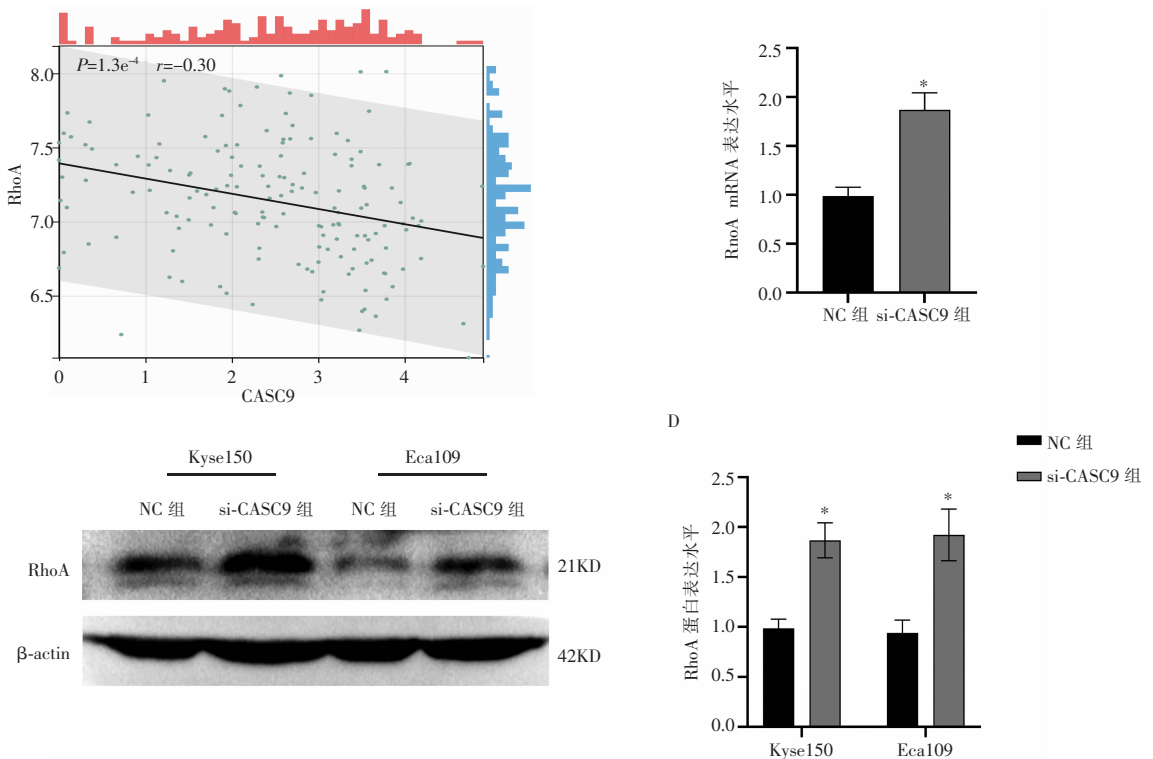 P=1.3e⁻⁴ r=−0.30
8.0
7.5
7.0
6.5
RhoA
0 1 2 3 4
CASC9
2.5
2.0
1.5
1.0
0.5
0.0
RnoA mRNA 表达水平
*
NC 组 si-CASC9 组
Kyse150 Eca109
NC 组 si-CASC9 组 NC 组 si-CASC9 组
RhoA 21KD
β-actin 42KD
D
NC 组
si-CASC9 组
2.5
2.0
1.5
1.0
0.5
0.0
RhoA 蛋白表达水平
* *
Kyse150 Eca109